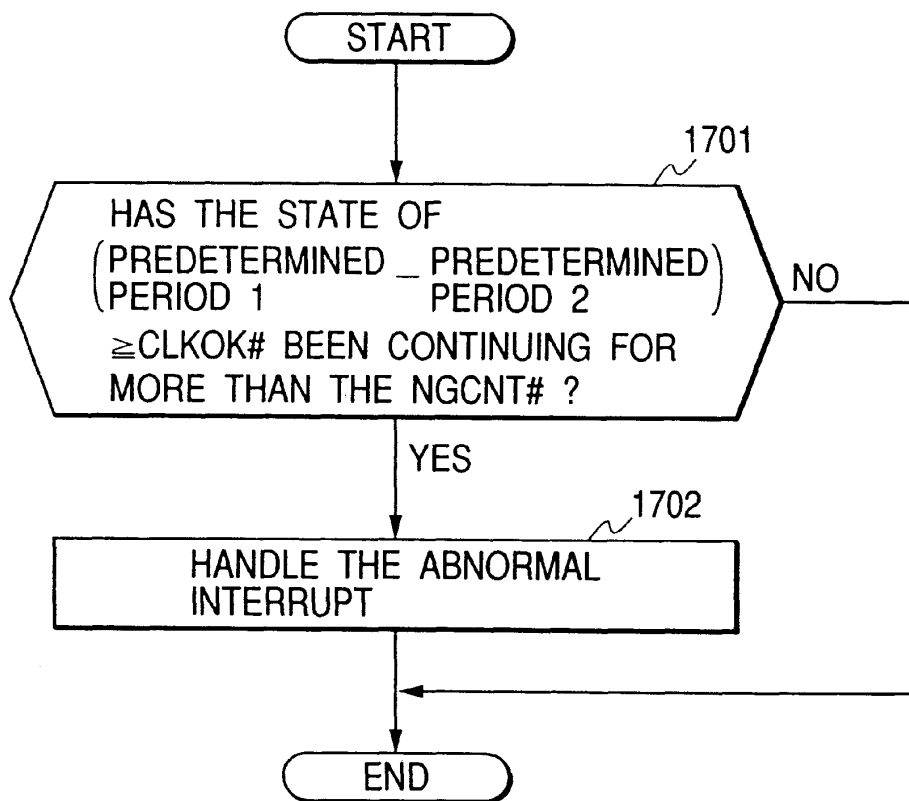 START
1701
HAS THE STATE OF
(PREDETERMINED – PREDETERMINED)
PERIOD 1 PERIOD 2
≧CLKOK# BEEN CONTINUING FOR
MORE THAN THE NGCNT# ?
NO
YES
1702
HANDLE THE ABNORMAL
INTERRUPT
END